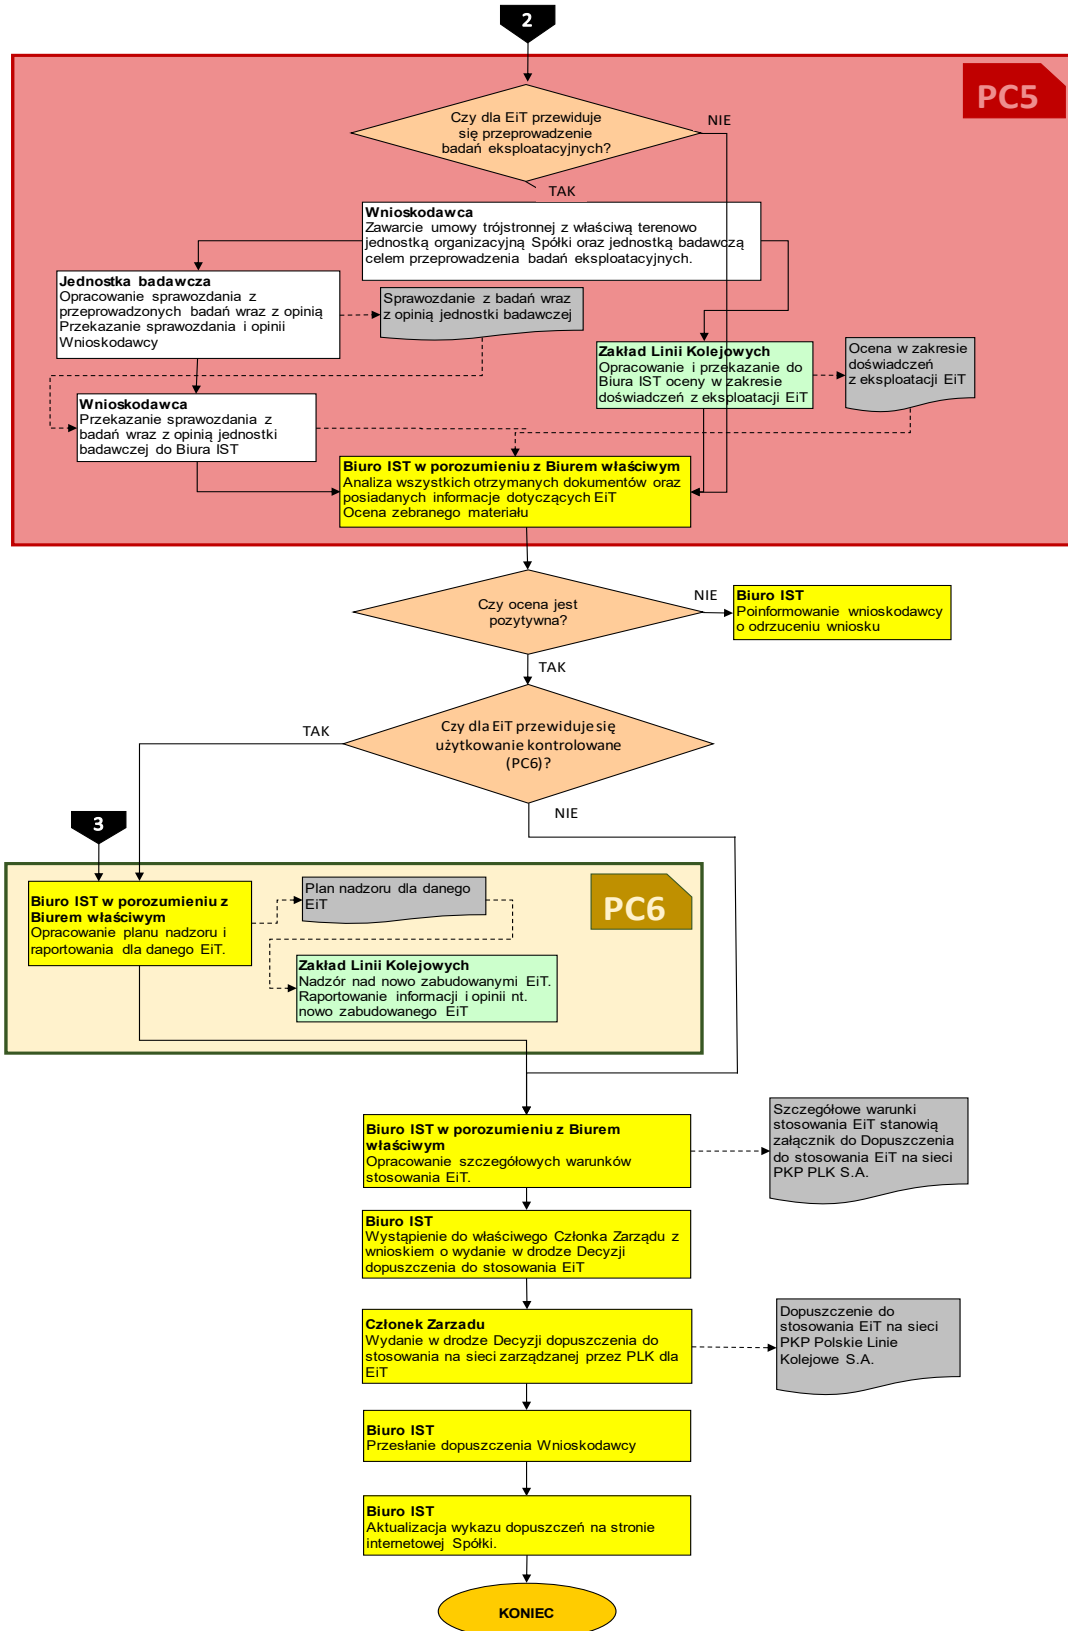 2
PC5
Czy dla EiT przewiduje
się przeprowadzenie
badań eksploatacyjnych?
NIE
TAK
Wnioskodawca
Zawarcie umowy trójstronnej z właściwą terenowo
jednostką organizacyjną Spółki oraz jednostką badawczą
celem przeprowadzenia badań eksploatacyjnych.
Jednostka badawcza
Opracowanie sprawozdania z
przeprowadzonych badań wraz z opinią
Przekazanie sprawozdania i opinii
Wnioskodawcy
Sprawozdanie z badań wraz
z opinią jednostki badawczej
Zakład Linii Kolejowych
Opracowanie i przekazanie do
Biura IST oceny w zakresie
doświadczeń z eksploatacji EiT
Ocena w zakresie
doświadczeń
z eksploatacji EiT
Wnioskodawca
Przekazanie sprawozdania z
badań wraz z opinią jednostki
badawczej do Biura IST
Biuro IST w porozumieniu z Biurem właściwym
Analiza wszystkich otrzymanych dokumentów oraz
posiadanych informacje dotyczących EiT
Ocena zebranego materiału
Czy ocena jest
pozytywna?
NIE
Biuro IST
Poinformowanie wnioskodawcy
o odrzuceniu wniosku
TAK
Czy dla EiT przewiduje się
użytkowanie kontrolowane
(PC6)?
TAK
NIE
3
PC6
Biuro IST w porozumieniu z
Biurem właściwym
Opracowanie planu nadzoru i
raportowania dla danego EiT.
Plan nadzoru dla danego
EiT
Zakład Linii Kolejowych
Nadzór nad nowo zabudowanymi EiT.
Raportowanie informacji i opinii nt.
nowo zabudowanego EiT
Biuro IST w porozumieniu z Biurem
właściwym
Opracowanie szczegółowych warunków
stosowania EiT.
Szczegółowe warunki
stosowania EiT stanowią
załącznik do Dopuszczenia
do stosowania EiT na sieci
PKP PLK S.A.
Biuro IST
Wystąpienie do właściwego Członka Zarządu z
wnioskiem o wydanie w drodze Decyzji
dopuszczenia do stosowania EiT
Członek Zarzadu
Wydanie w drodze Decyzji dopuszczenia do
stosowania na sieci zarządzanej przez PLK dla
EiT
Dopuszczenie do
stosowania EiT na sieci
PKP Polskie Linie
Kolejowe S.A.
Biuro IST
Przesłanie dopuszczenia Wnioskodawcy
Biuro IST
Aktualizacja wykazu dopuszczeń na stronie
internetowej Spółki.
KONIEC